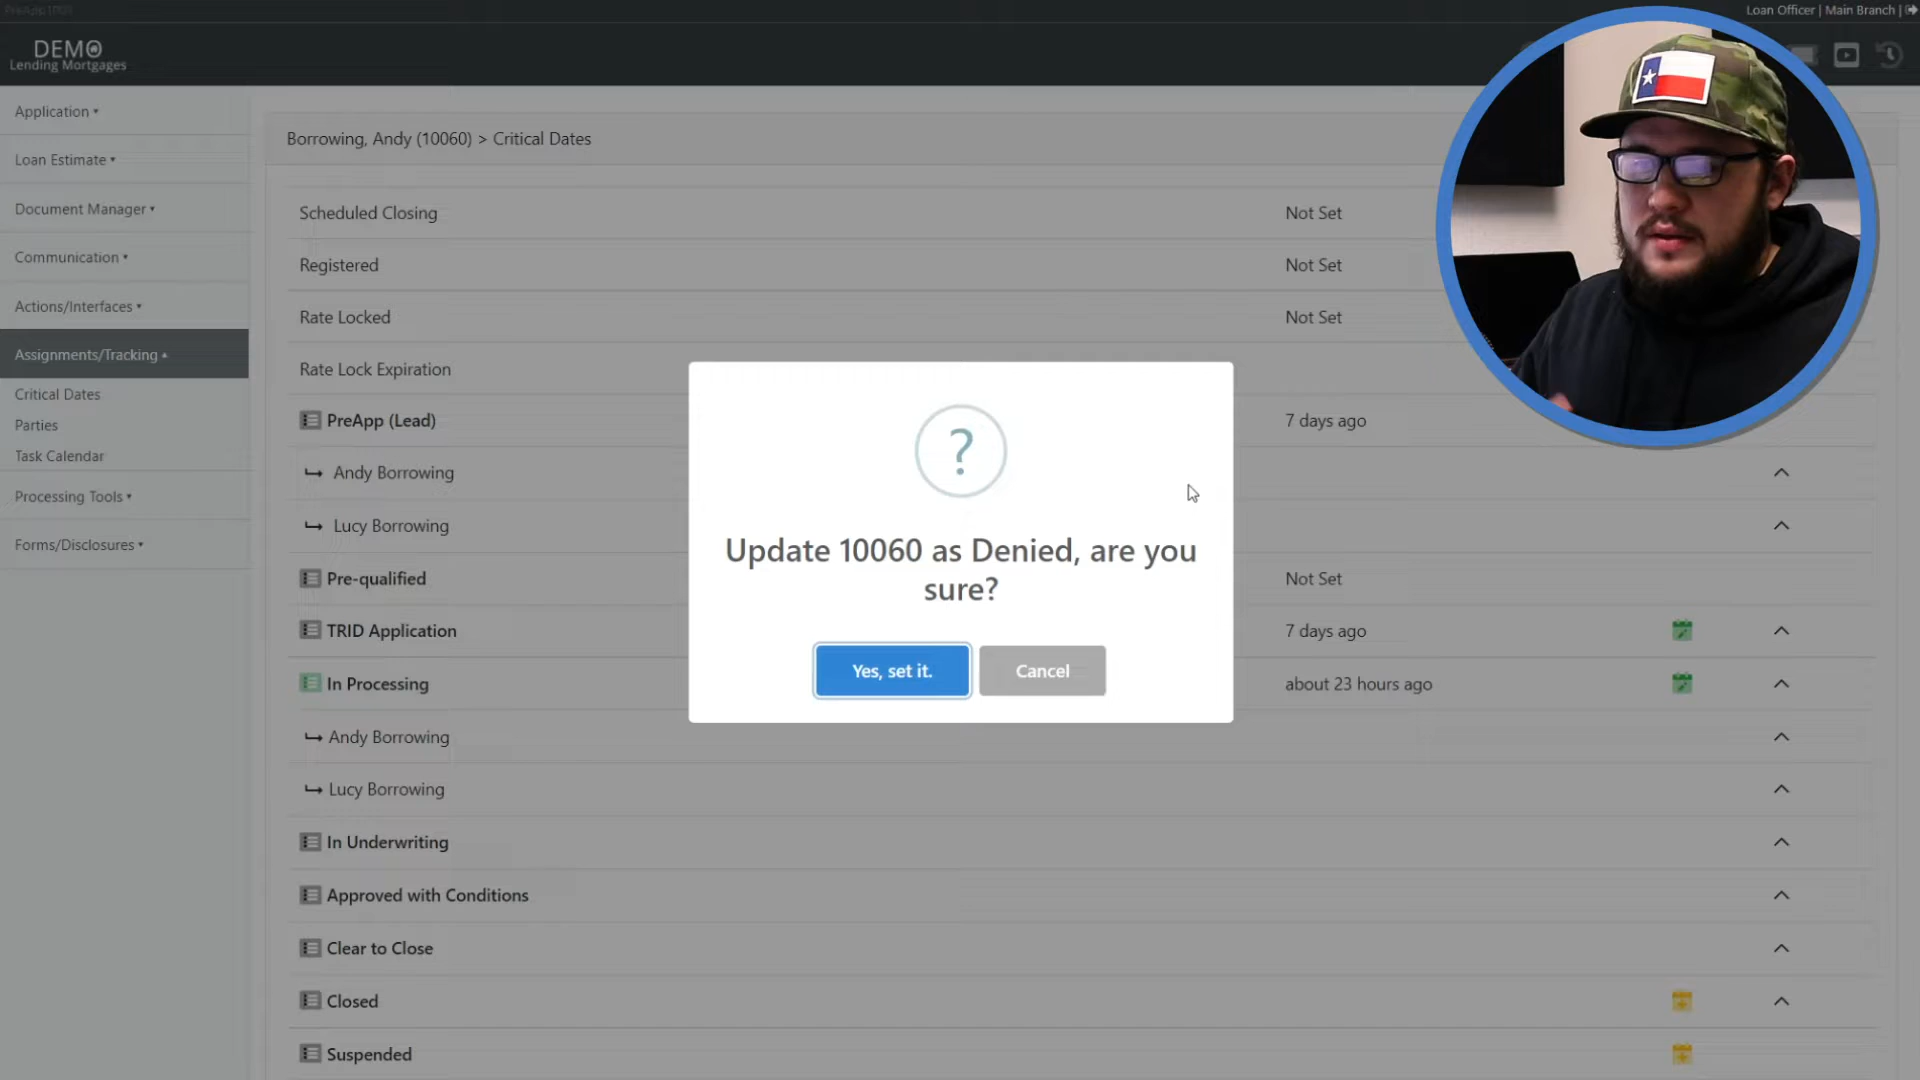 PreApp10060
Loan Officer | Main Branch |
DEMO
Lending Mortgages
Application
Loan Estimate
Document Manager
Communication
Actions/Interfaces
Assignments/Tracking
Critical Dates
Parties
Task Calendar
Processing Tools
Forms/Disclosures
Borrowing, Andy (10060) > Critical Dates
Scheduled Closing Not Set
Registered Not Set
Rate Locked Not Set
Rate Lock Expiration
PreApp (Lead) 7 days ago
Andy Borrowing
Lucy Borrowing
Pre-qualified Not Set
TRID Application 7 days ago
In Processing about 23 hours ago
Andy Borrowing
Lucy Borrowing
In Underwriting
Approved with Conditions
Clear to Close
Closed
Suspended
?
Update 10060 as Denied, are you
sure?
Yes, set it. Cancel